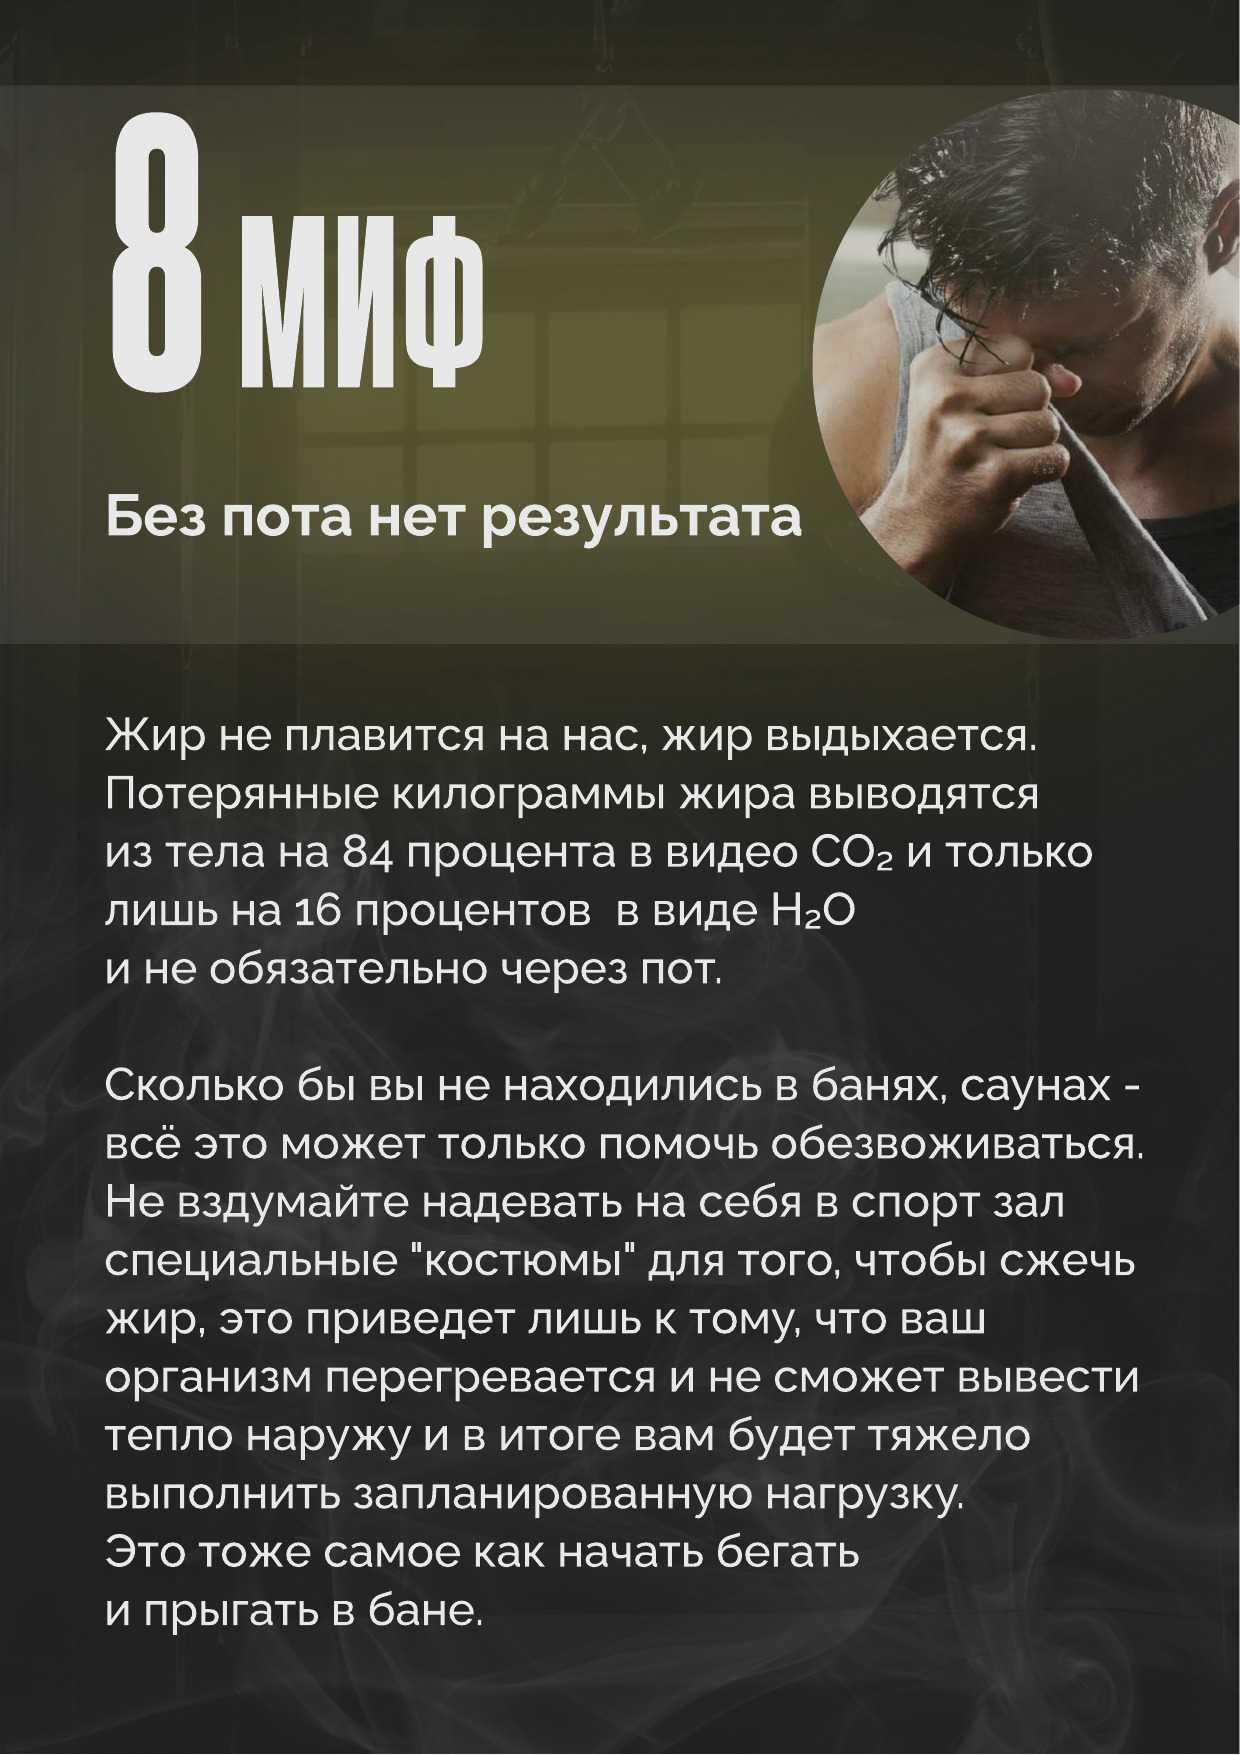 8 МИФ
Без пота нет результата
Жир не плавится на нас, жир выдыхается.
Потерянные килограммы жира выводятся
из тела на 84 процента в видео CO₂ и только
лишь на 16 процентов  в виде H₂O
и не обязательно через пот.
Сколько бы вы не находились в банях, саунах -
всё это может только помочь обезвоживаться.
Не вздумайте надевать на себя в спорт зал
специальные "костюмы" для того, чтобы сжечь
жир, это приведет лишь к тому, что ваш
организм перегревается и не сможет вывести
тепло наружу и в итоге вам будет тяжело
выполнить запланированную нагрузку.
Это тоже самое как начать бегать
и прыгать в бане.